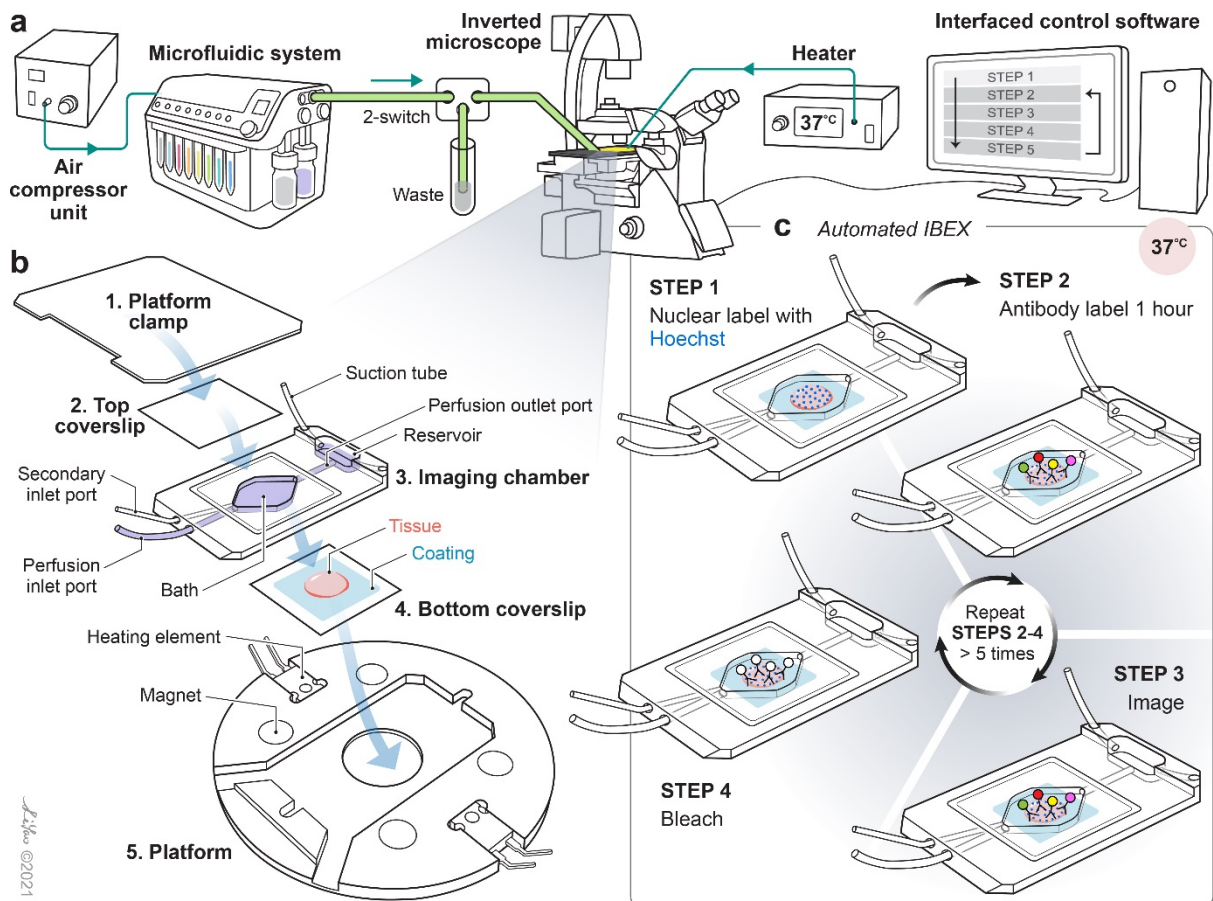 a
Microfluidic system
Inverted
microscope
Heater
Interfaced control software
2-switch
Waste
Air
compressor
unit
37°C
STEP 1
STEP 2
STEP 3
STEP 4
STEP 5
b
1. Platform
clamp
2. Top
coverslip
Suction tube
Perfusion outlet port
Reservoir
3. Imaging chamber
Secondary
inlet port
Perfusion
inlet port
Bath
Tissue
Coating
4. Bottom coverslip
Heating element
Magnet
5. Platform
c
Automated IBEX
37°C
STEP 1
Nuclear label with
Hoechst
STEP 2
Antibody label 1 hour
Repeat
STEPS 2-4
> 5 times
STEP 3
Image
STEP 4
Bleach
©2021